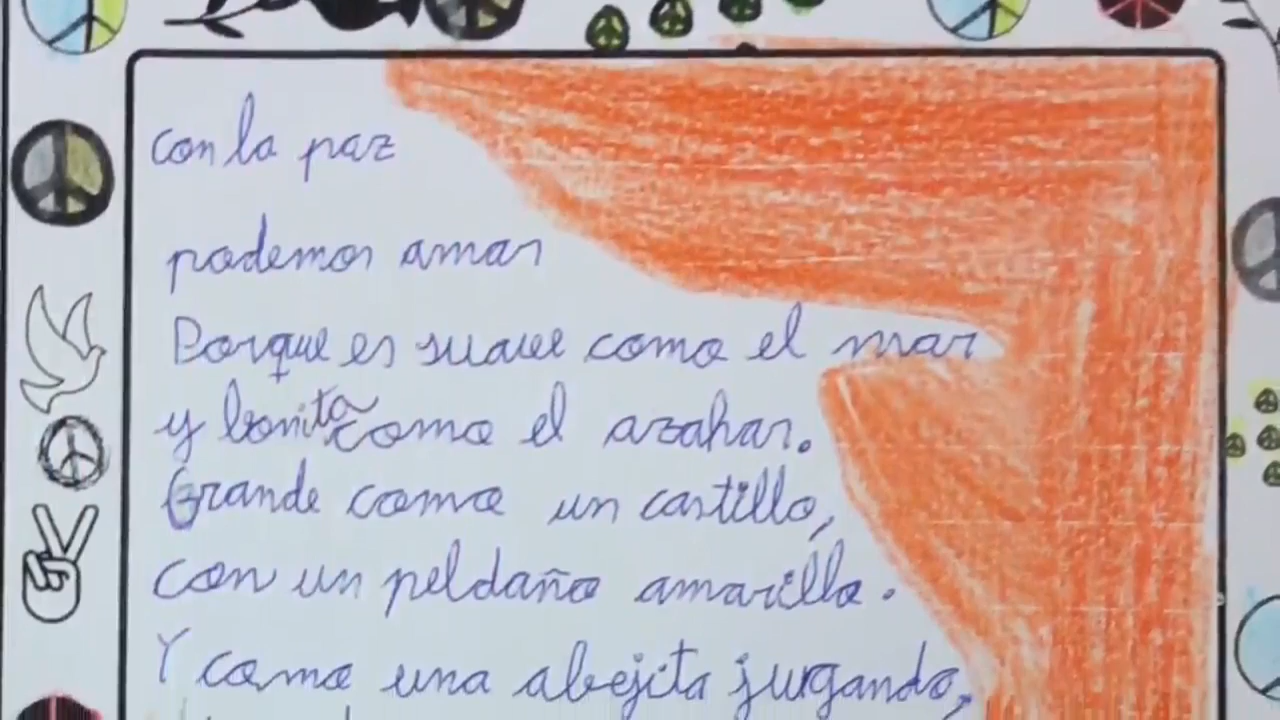 con la paz
podemos amar
Porque es suave como el mar
y bonita como el azahar.
Grande como un castillo,
con un peldaño amarillo.
Y como una abejita jugando,